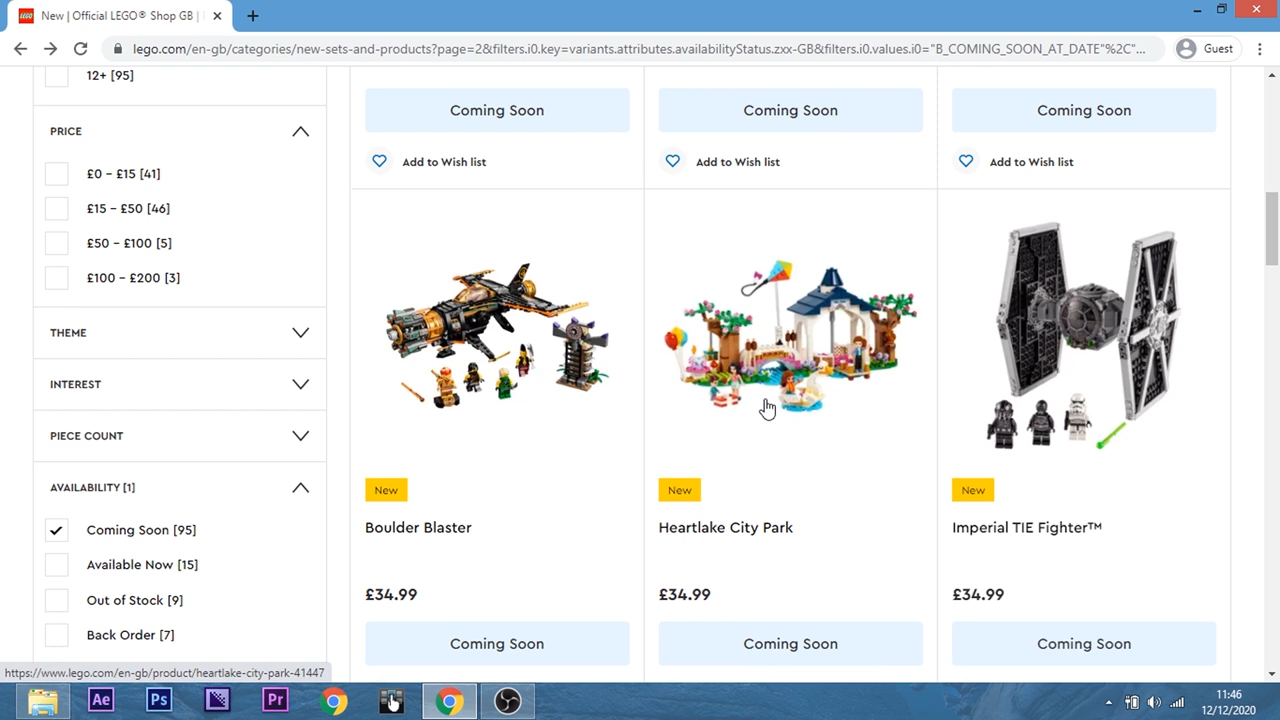 New | Official LEGO® Shop GB |
lego.com/en-gb/categories/new-sets-and-products?page=2&filters.i0.key=variants.attributes.availabilityStatus.zxx-GB&filters.i0.values.i0="B_COMING_SOON_AT_DATE"%2C"...
Guest
12+ [95]
PRICE
£0 – £15 [41]
£15 – £50 [46]
£50 – £100 [5]
£100 – £200 [3]
THEME
INTEREST
PIECE COUNT
AVAILABILITY [1]
Coming Soon [95]
Available Now [15]
Out of Stock [9]
Back Order [7]
Coming Soon
Coming Soon
Coming Soon
Add to Wish list
Add to Wish list
Add to Wish list
New
New
New
Boulder Blaster
Heartlake City Park
Imperial TIE Fighter™
£34.99
£34.99
£34.99
Coming Soon
Coming Soon
Coming Soon
https://www.lego.com/en-gb/product/heartlake-city-park-41447
Ae
Ps
Pr
11:46
12/12/2020